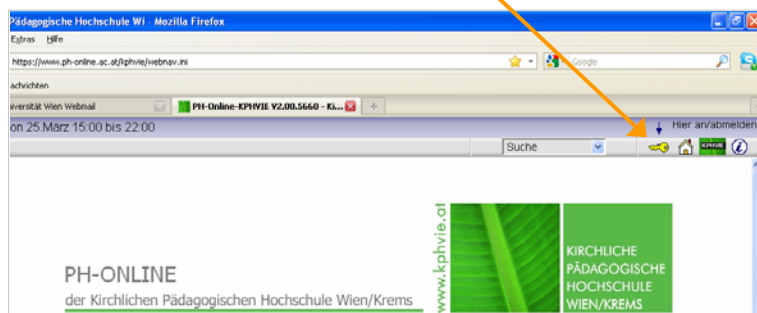 Pädagogische Hochschule Wi - Mozilla Firefox
Extras Hilfe
https://www.ph-online.ac.at/kphvie/webnav.ini
Google
achrichten
iversität Wien Webmail
PH-Online-KPHVIE V2.00.5660 - Ki...
on 25.März 15:00 bis 22:00
Hier an/abmelden
Suche
KPHVIE
www.kphvie.at
KIRCHLICHE
PÄDAGOGISCHE
HOCHSCHULE
WIEN/KREMS
PH-ONLINE
der Kirchlichen Pädagogischen Hochschule Wien/Krems